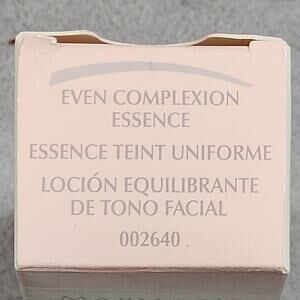 EVEN COMPLEXION
ESSENCE
ESSENCE TEINT UNIFORME
LOCIÓN EQUILIBRANTE
DE TONO FACIAL
002640 .